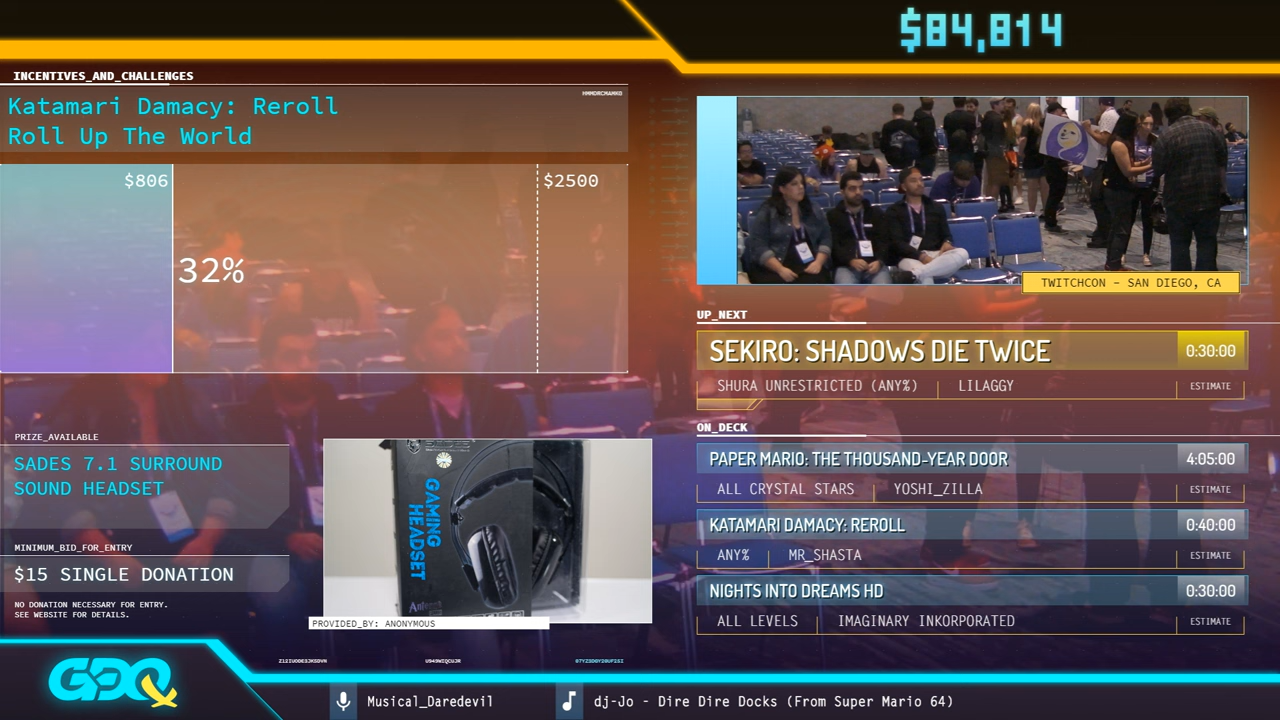 $84,814
INCENTIVES_AND_CHALLENGES
Katamari Damacy: Reroll
Roll Up The World
$806
$2500
32%
TWITCHCON - SAN DIEGO, CA
UP_NEXT
SEKIRO: SHADOWS DIE TWICE
0:30:00
SHURA UNRESTRICTED (ANY%)
LILAGGY
ESTIMATE
ON_DECK
PAPER MARIO: THE THOUSAND-YEAR DOOR
4:05:00
ALL CRYSTAL STARS
YOSHI_ZILLA
ESTIMATE
KATAMARI DAMACY: REROLL
0:40:00
ANY%
MR_SHASTA
ESTIMATE
NIGHTS INTO DREAMS HD
0:30:00
ALL LEVELS
IMAGINARY INKORPORATED
ESTIMATE
PRIZE_AVAILABLE
SADES 7.1 SURROUND
SOUND HEADSET
MINIMUM_BID_FOR_ENTRY
$15 SINGLE DONATION
NO DONATION NECESSARY FOR ENTRY.
SEE WEBSITE FOR DETAILS.
GAMING
HEADSET
PROVIDED_BY: ANONYMOUS
GDQ
Musical_Daredevil
dj-Jo - Dire Dire Docks (From Super Mario 64)